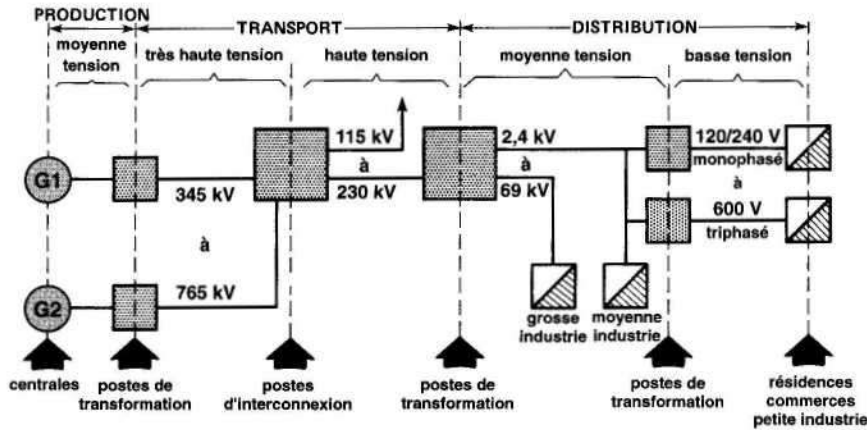 PRODUCTION
TRANSPORT
DISTRIBUTION
moyenne
tension
très haute tension
haute tension
moyenne tension
basse tension
115 kV
à
230 kV
2,4 kV
à
69 kV
120/240 V
monophasé
à
600 V
triphasé
G1
345 kV
à
765 kV
G2
grosse
industrie
moyenne
industrie
centrales
postes de
transformation
postes
d'interconnexion
postes de
transformation
postes de
transformation
résidences
commerces
petite industrie